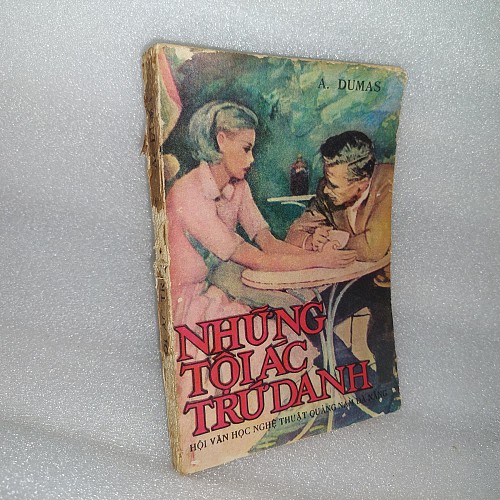 A. DUMAS
NHỮNG
TỘI ÁC
TRỨ DANH
HỘI VĂN HỌC NGHỆ THUẬT QUẢNG NAM ĐÀ NẴNG